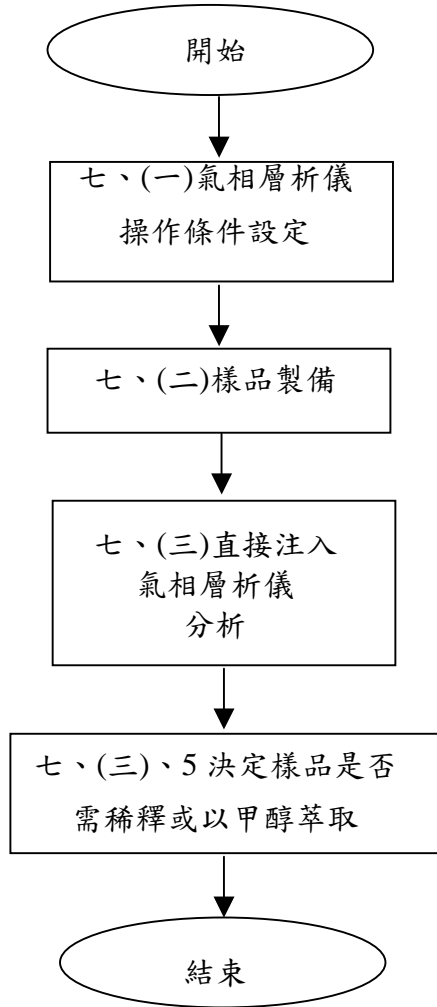 開始
七、(一)氣相層析儀
操作條件設定
七、(二)樣品製備
七、(三)直接注入
氣相層析儀
分析
七、(三)、5 決定樣品是否
需稀釋或以甲醇萃取
結束